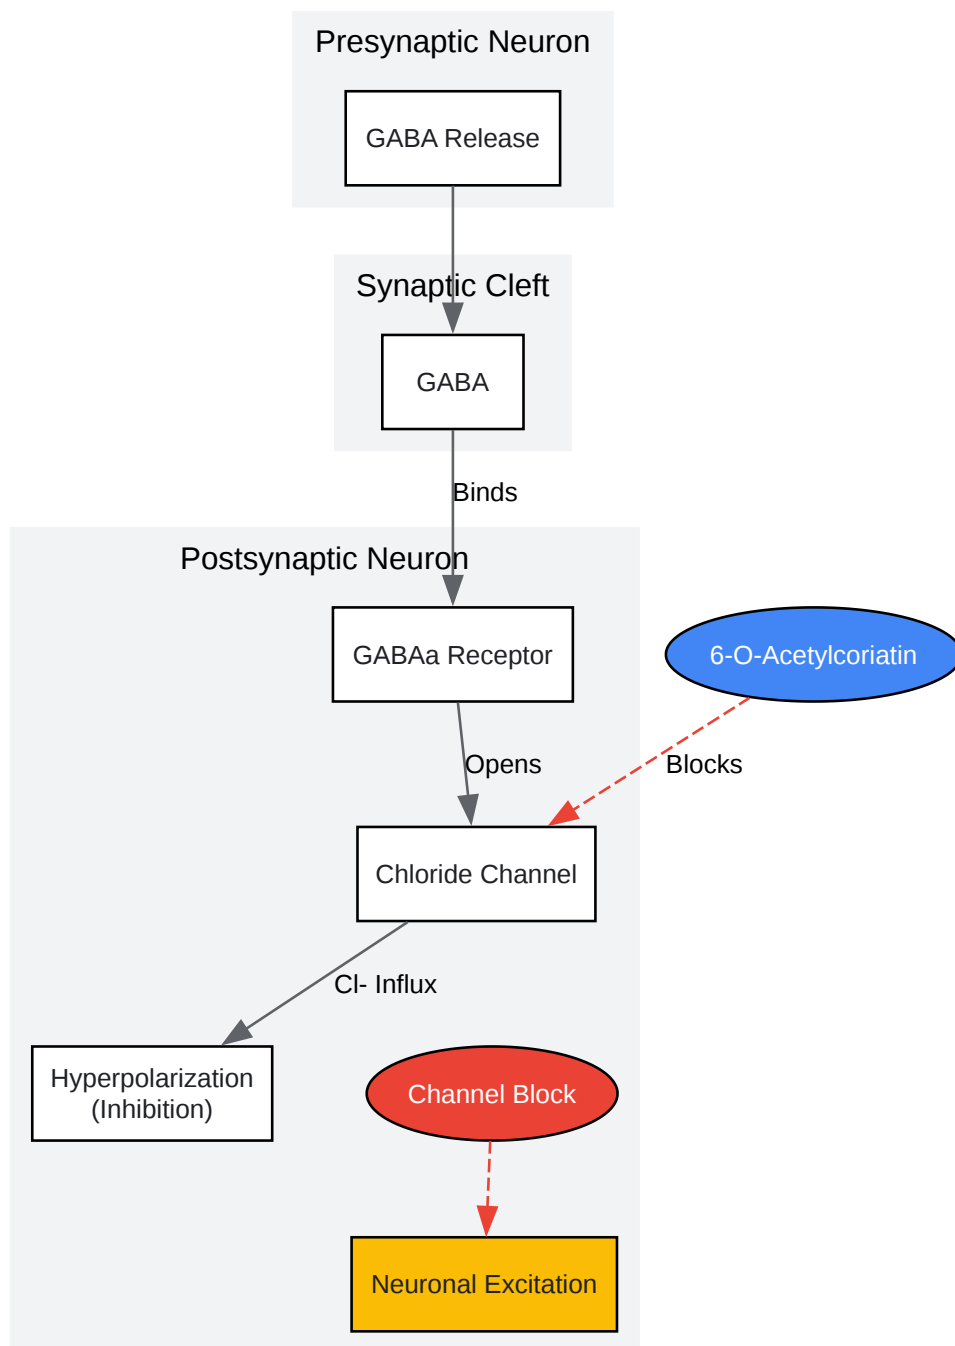 Presynaptic Neuron
GABA Release
Synaptic Cleft
GABA
Binds
Postsynaptic Neuron
GABAa Receptor
6-O-Acetylcoriatin
Opens
Blocks
Chloride Channel
Cl- Influx
Hyperpolarization
(Inhibition)
Channel Block
Neuronal Excitation